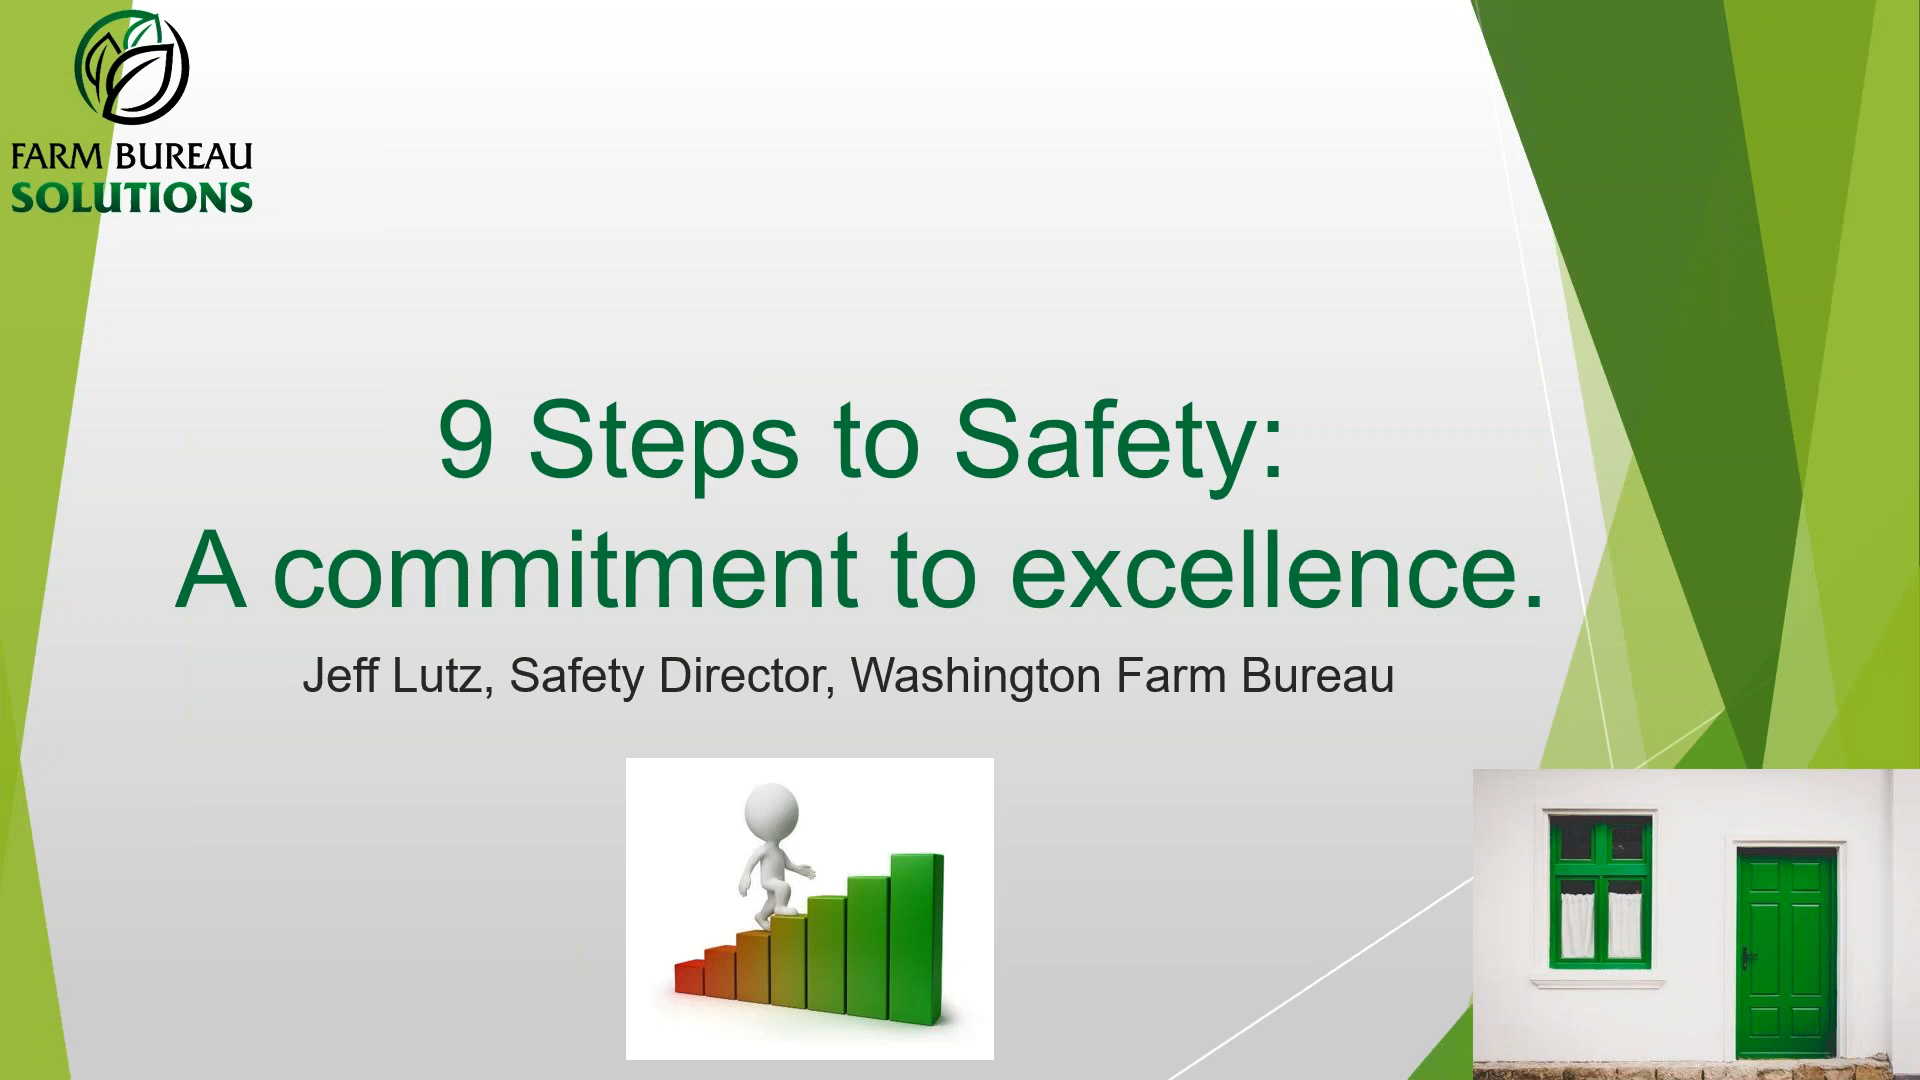 FARM BUREAU
SOLUTIONS
9 Steps to Safety:
A commitment to excellence.
Jeff Lutz, Safety Director, Washington Farm Bureau